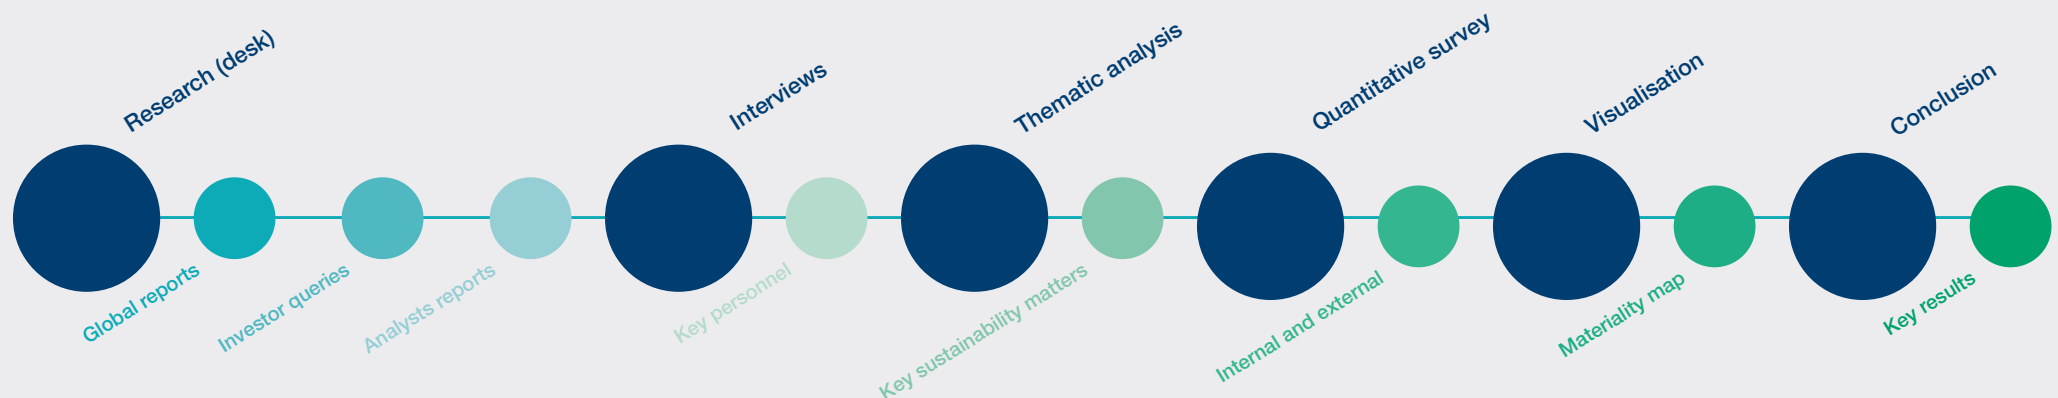 Research (desk)
Global reports
Investor queries
Analysts reports
Interviews
Key personnel
Thematic analysis
Key sustainability matters
Quantitative survey
Internal and external
Visualisation
Materiality map
Conclusion
Key results